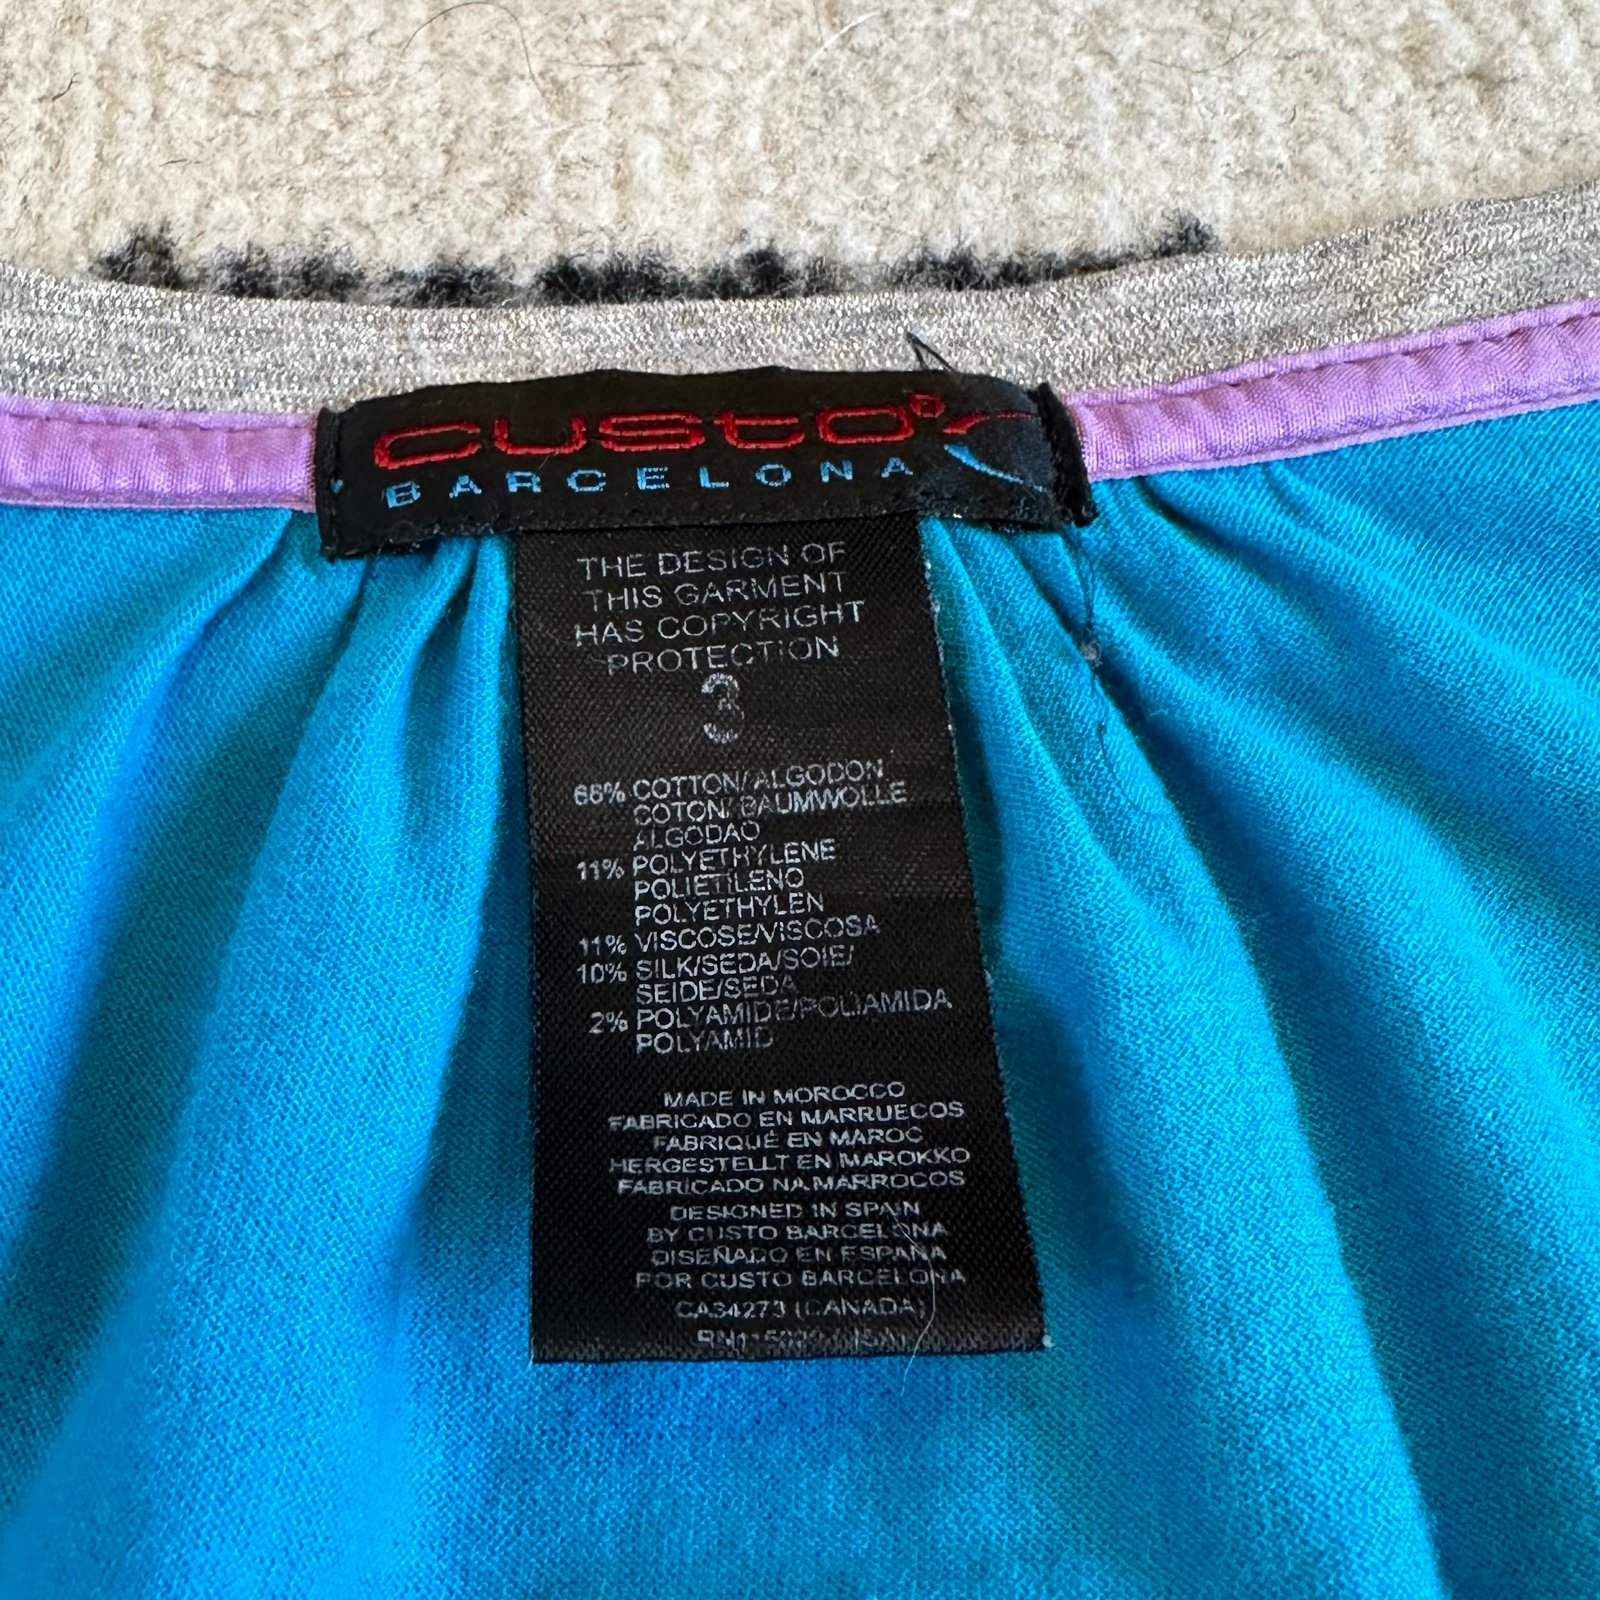 custo®
BARCELONA
THE DESIGN OF
THIS GARMENT
HAS COPYRIGHT
PROTECTION
3
66% COTTON/ALGODON
COTON/BAUMWOLLE
ALGODAO
11% POLYETHYLENE
POLIETILENO
POLYETHYLEN
11% VISCOSE/VISCOSA
10% SILK/SEDA/SOIE/
SEIDE/SEDA
2% POLYAMIDE/POLIAMIDA
POLYAMID
MADE IN MOROCCO
FABRICADO EN MARRUECOS
FABRIQUÉ EN MAROC
HERGESTELLT EN MAROKKO
FABRICADO NA MARROCOS
DESIGNED IN SPAIN
BY CUSTO BARCELONA
DISEÑADO EN ESPAÑA
POR CUSTO BARCELONA
CA34273 (CANADA)